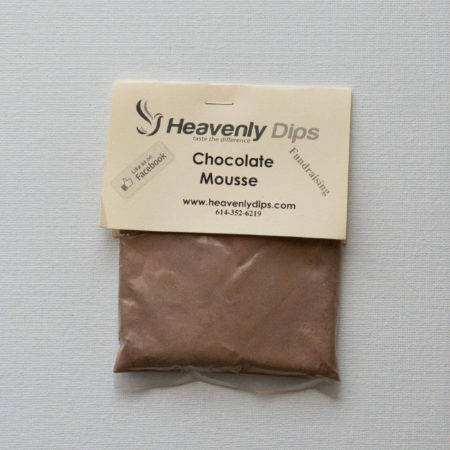 Heavenly Dips
taste the difference
Like us on
Facebook
Chocolate
Mousse
Fundraising
www.heavenlydips.com
614-352-6219